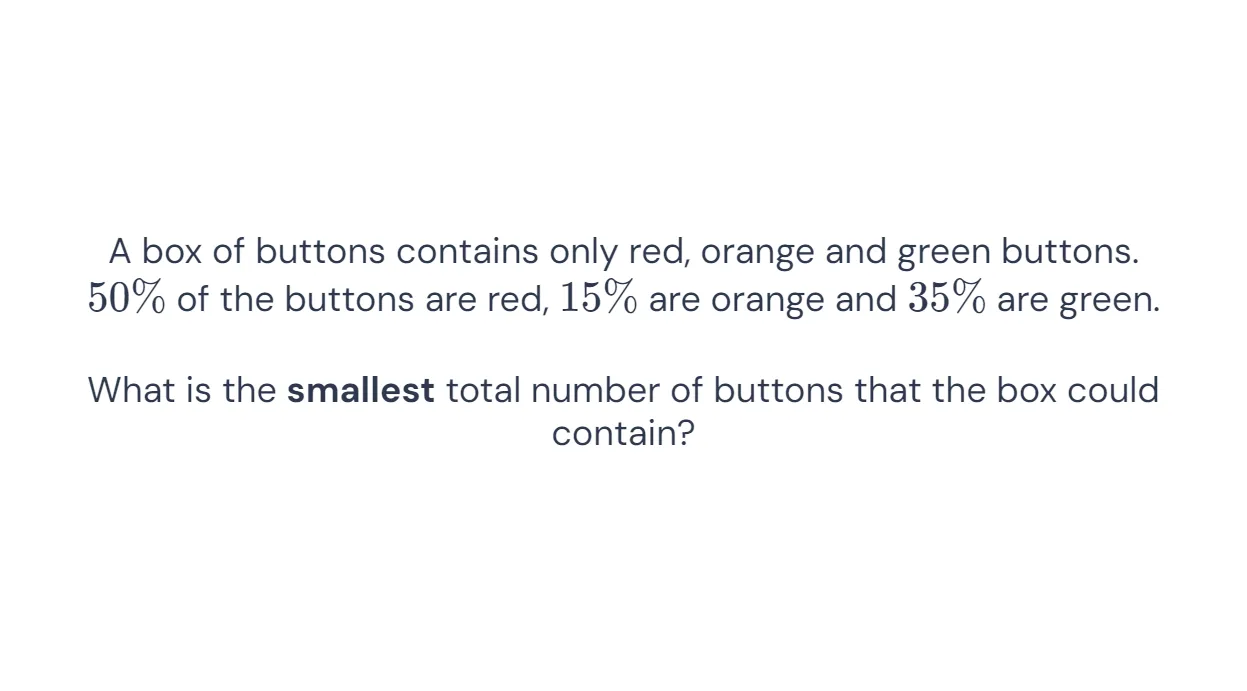 A box of buttons contains only red, orange and green buttons.
50% of the buttons are red, 15% are orange and 35% are green.
What is the smallest total number of buttons that the box could
contain?